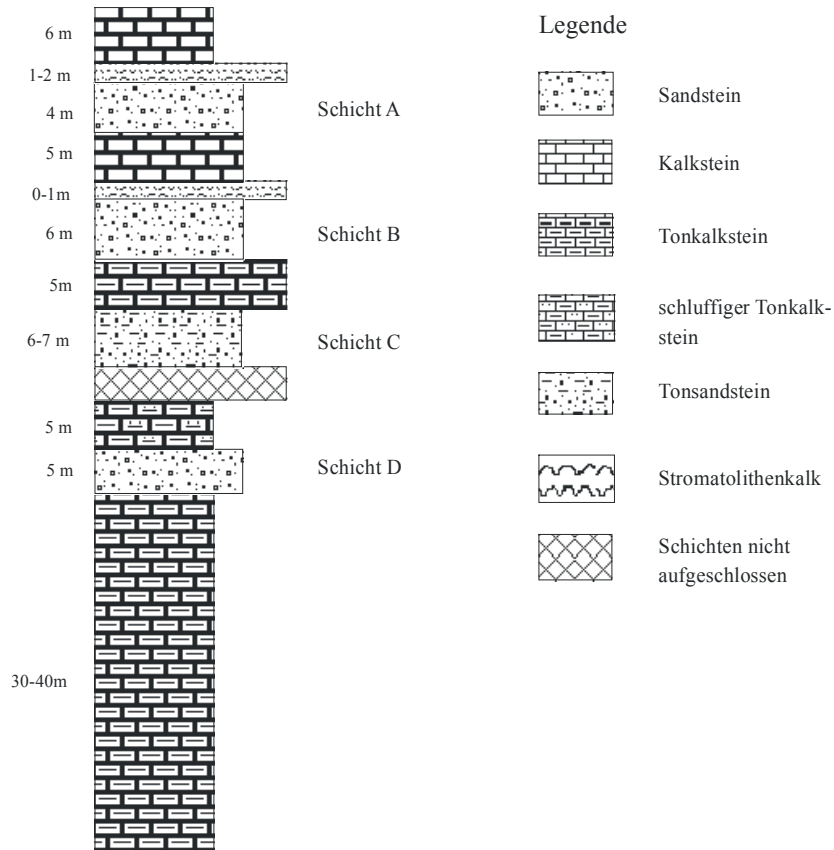 6 m
1-2 m
4 m
Schicht A
5 m
0-1m
6 m
Schicht B
5m
6-7 m
Schicht C
5 m
5 m
Schicht D
30-40m
Legende
Sandstein
Kalkstein
Tonkalkstein
schluffiger Tonkalk-
stein
Tonsandstein
Stromatolithenkalk
Schichten nicht
aufgeschlossen